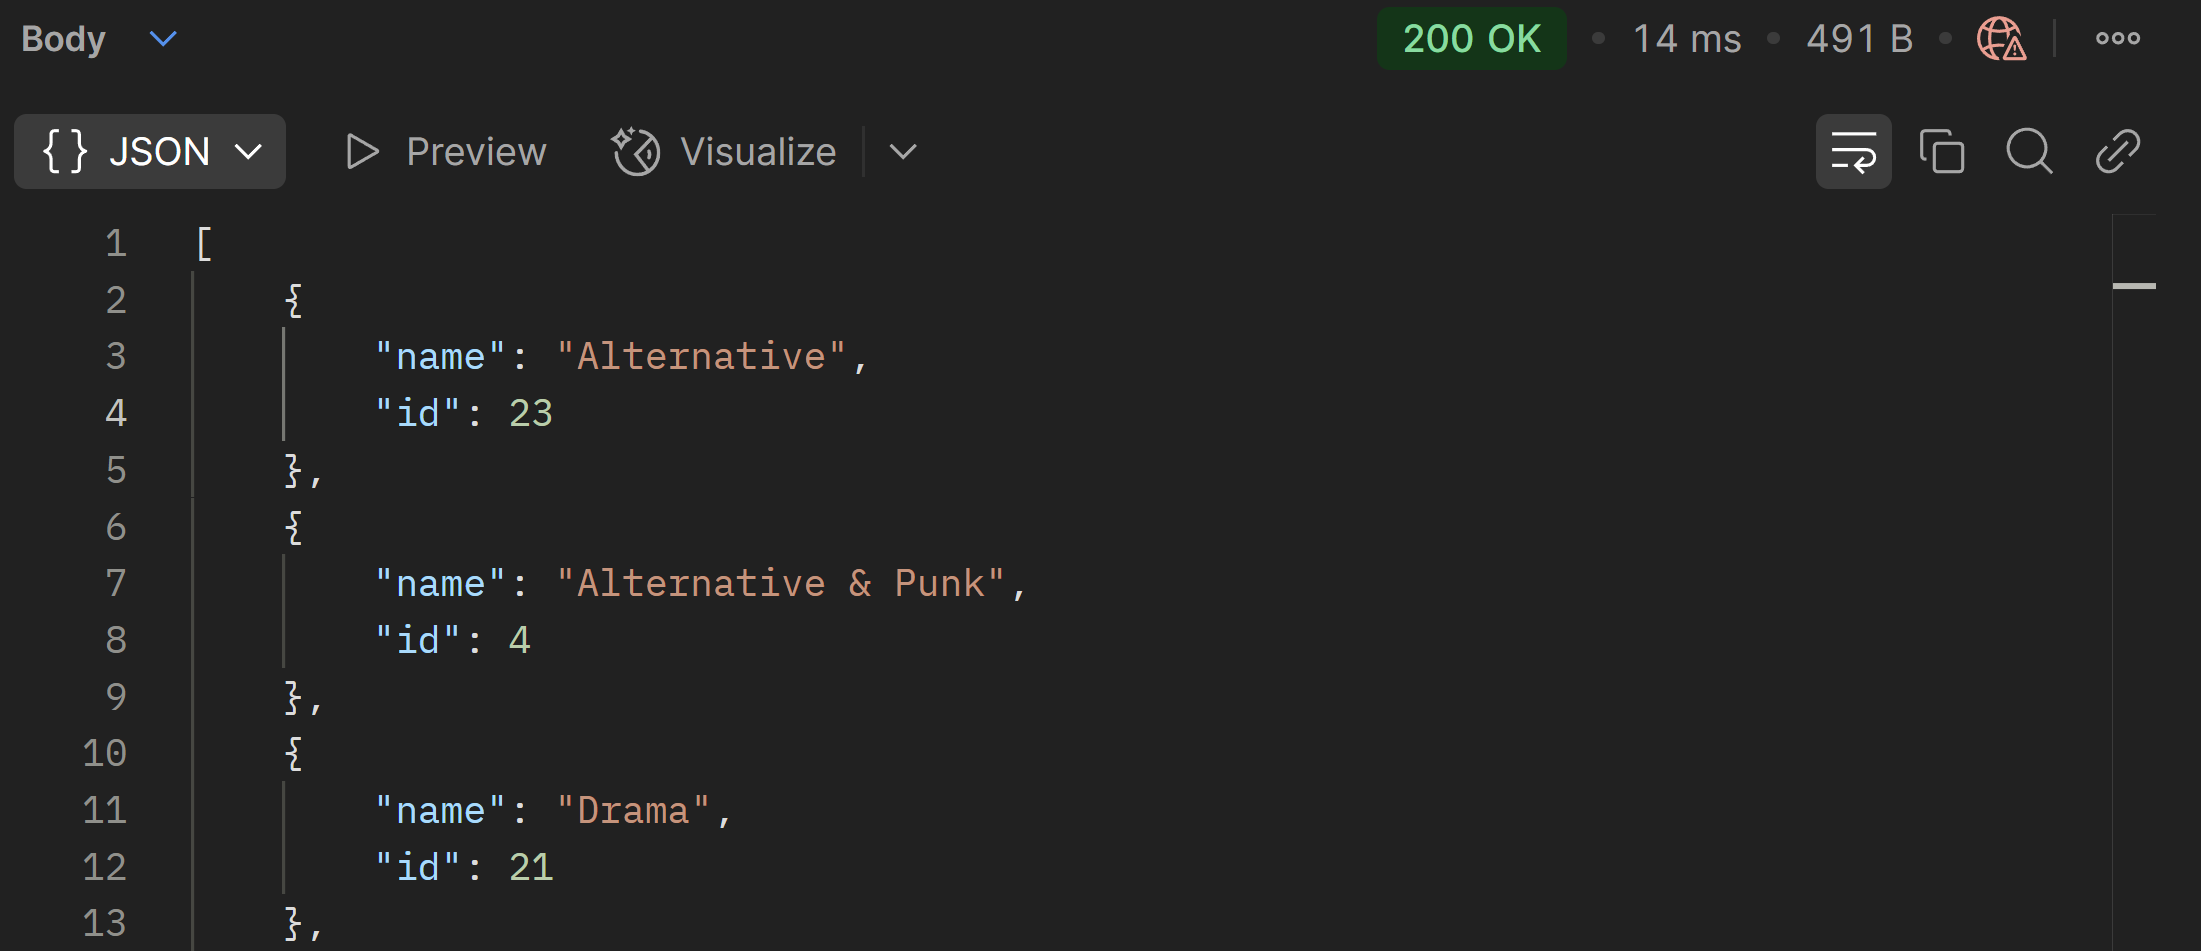 Body 200 OK • 14 ms • 491 B
{} JSON Preview Visualize
1 [
2 {
3 "name": "Alternative",
4 "id": 23
5 },
6 {
7 "name": "Alternative & Punk",
8 "id": 4
9 },
10 {
11 "name": "Drama",
12 "id": 21
13 },